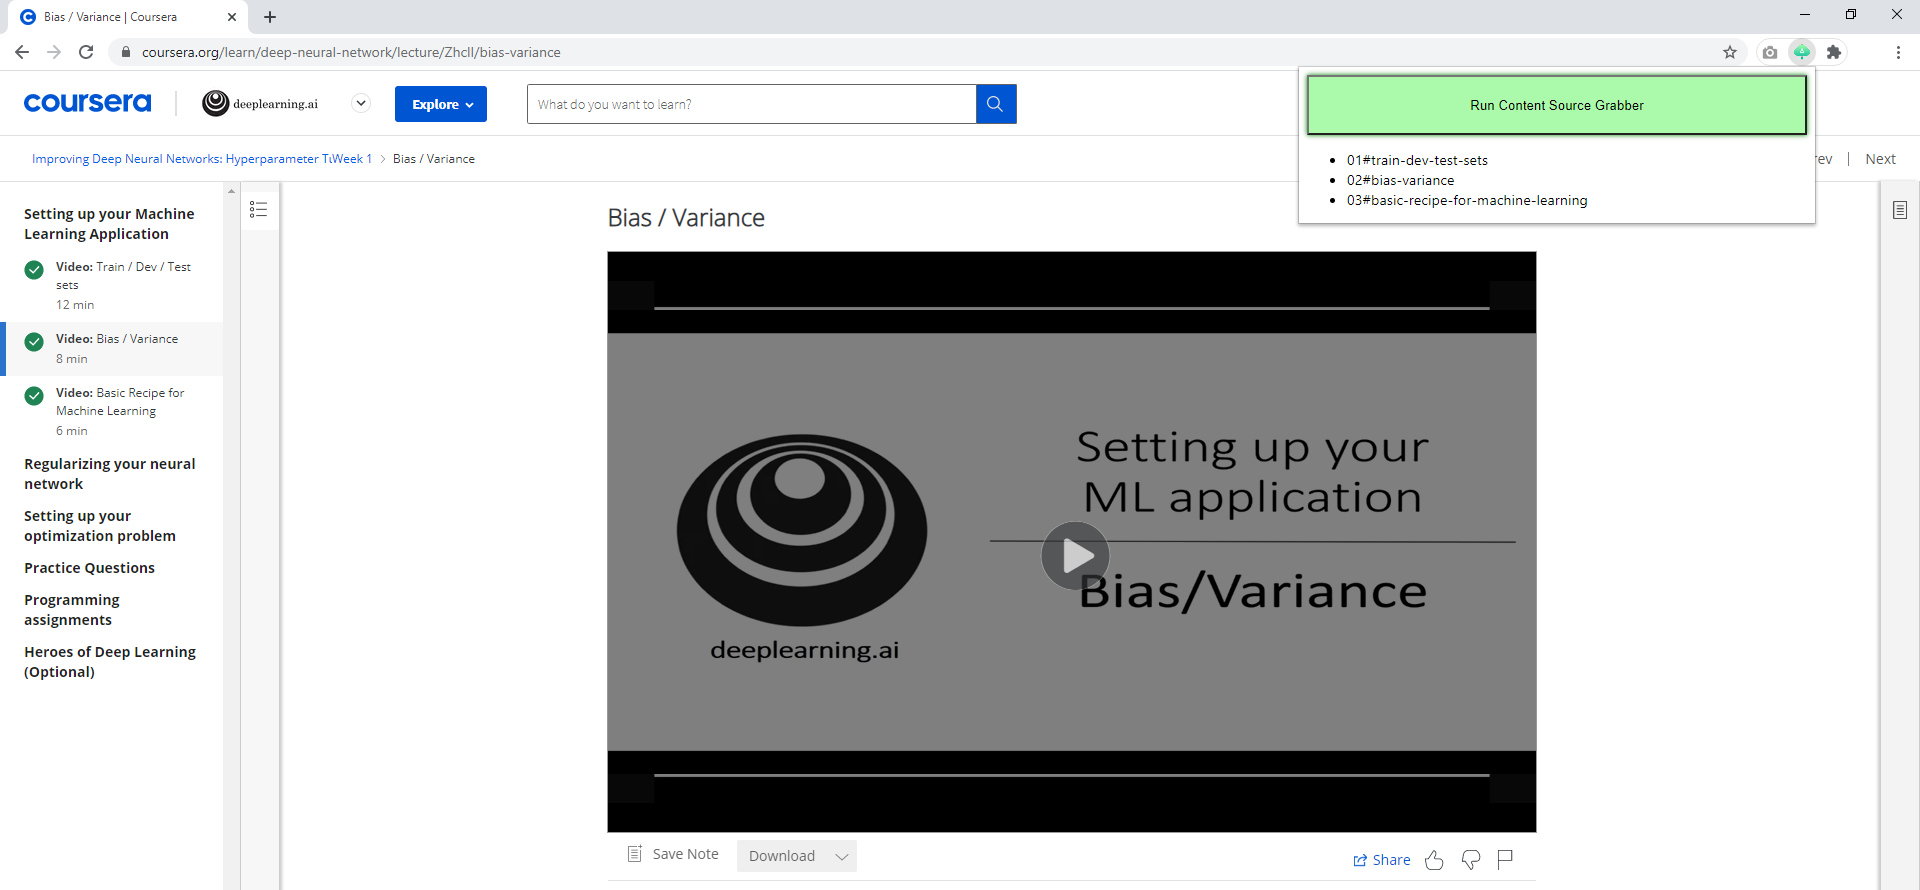 Bias / Variance | Coursera
coursera.org/learn/deep-neural-network/lecture/Zhcll/bias-variance
coursera
deeplearning.ai
Explore
What do you want to learn?
Run Content Source Grabber
01#train-dev-test-sets
02#bias-variance
03#basic-recipe-for-machine-learning
Improving Deep Neural Networks: Hyperparameter Tu
Week 1
Bias / Variance
rev
Next
Setting up your Machine
Learning Application
Video: Train / Dev / Test
sets
12 min
Video: Bias / Variance
8 min
Video: Basic Recipe for
Machine Learning
6 min
Regularizing your neural
network
Setting up your
optimization problem
Practice Questions
Programming
assignments
Heroes of Deep Learning
(Optional)
Bias / Variance
Setting up your
ML application
Bias/Variance
deeplearning.ai
Save Note
Download
Share